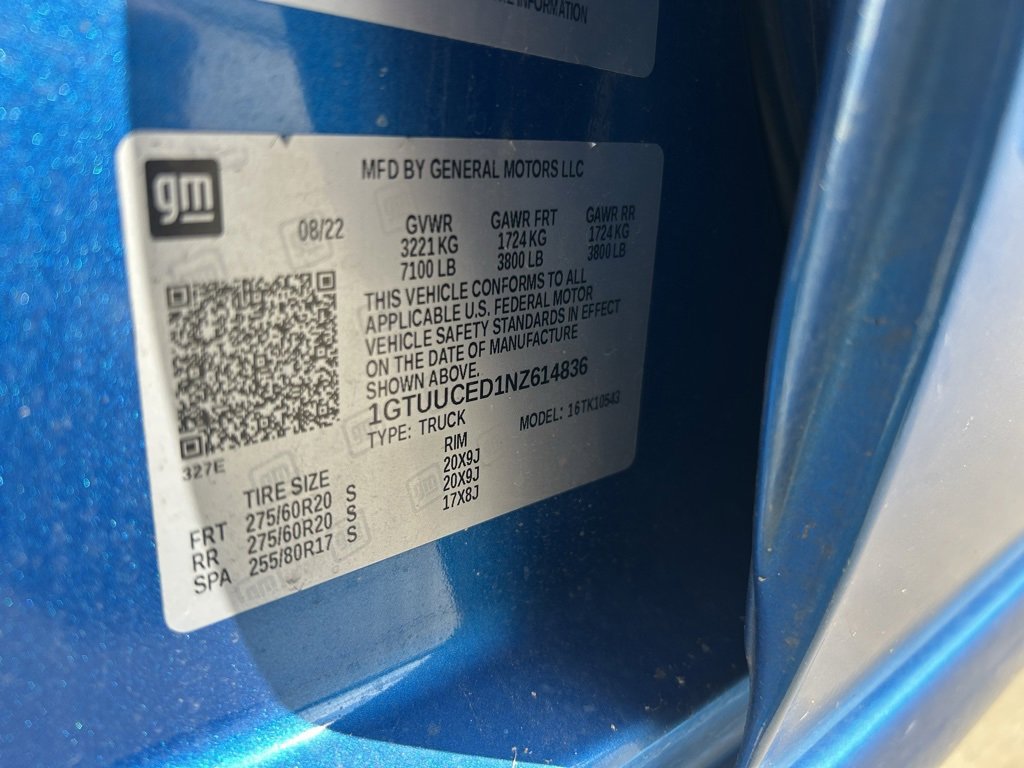 INFORMATION
gm
MFD BY GENERAL MOTORS LLC
08/22
GVWR GAWR FRT GAWR RR
3221 KG 1724 KG 1724 KG
7100 LB 3800 LB 3800 LB
THIS VEHICLE CONFORMS TO ALL
APPLICABLE U.S. FEDERAL MOTOR
VEHICLE SAFETY STANDARDS IN EFFECT
ON THE DATE OF MANUFACTURE
SHOWN ABOVE.
1GTUUCED1NZ614836
TYPE: TRUCK MODEL: 16TK10543
327E
TIRE SIZE RIM
FRT 275/60R20 S 20X9J
RR 275/60R20 S 20X9J
SPA 255/80R17 S 17X8J